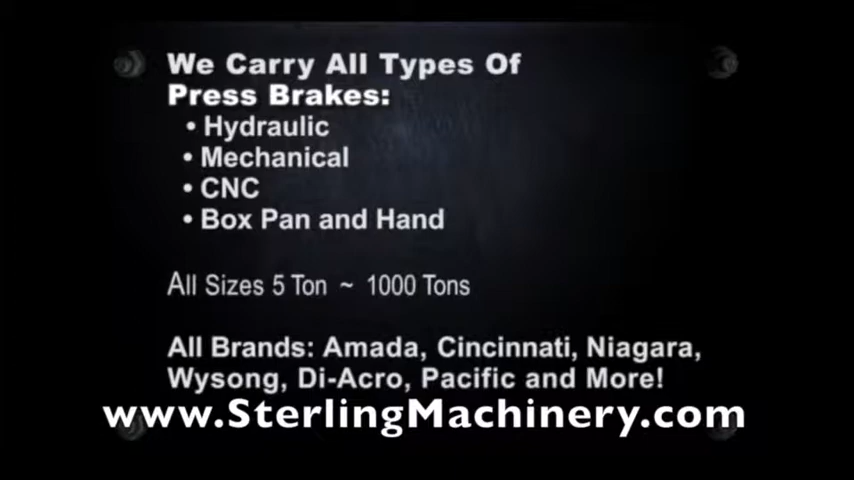 We Carry All Types Of
Press Brakes:
• Hydraulic
• Mechanical
• CNC
• Box Pan and Hand
All Sizes 5 Ton ~ 1000 Tons
All Brands: Amada, Cincinnati, Niagara,
Wysong, Di-Acro, Pacific and More!
www.SterlingMachinery.com